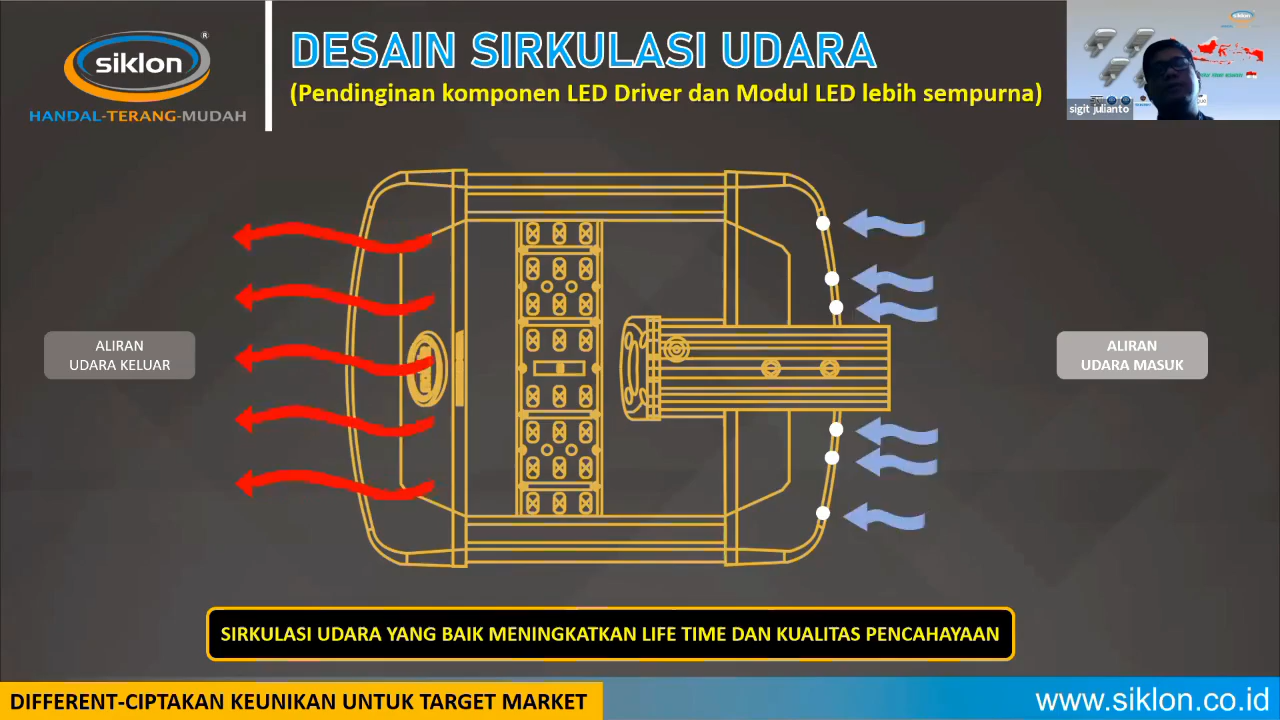 siklon
®
HANDAL-TERANG-MUDAH
DESAIN SIRKULASI UDARA
(Pendinginan komponen LED Driver dan Modul LED lebih sempurna)
sigit julianto
ALIRAN
UDARA KELUAR
ALIRAN
UDARA MASUK
SIRKULASI UDARA YANG BAIK MENINGKATKAN LIFE TIME DAN KUALITAS PENCAHAYAAN
DIFFERENT-CIPTAKAN KEUNIKAN UNTUK TARGET MARKET
www.siklon.co.id